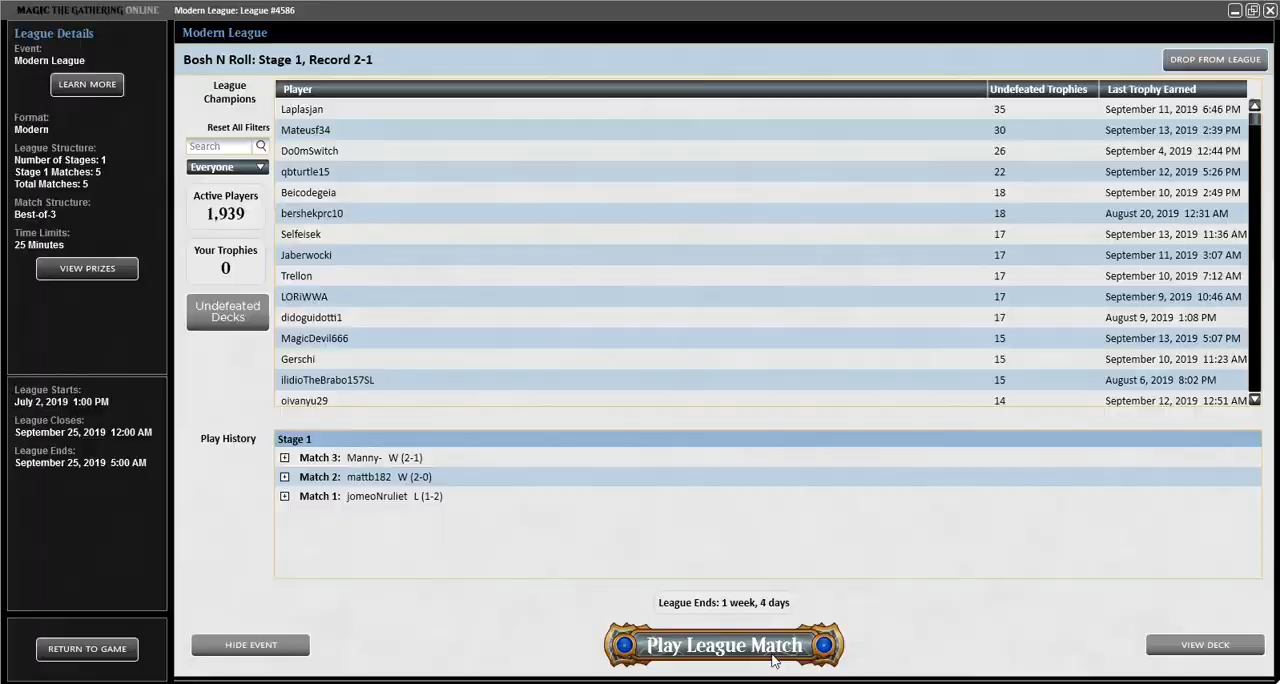 MAGIC THE GATHERING ONLINE
Modern League: League #4586
League Details
Event:
Modern League
LEARN MORE
Format:
Modern
League Structure:
Number of Stages: 1
Stage 1 Matches: 5
Total Matches: 5
Match Structure:
Best-of-3
Time Limits:
25 Minutes
VIEW PRIZES
League Starts:
July 2, 2019 1:00 PM
League Closes:
September 25, 2019 12:00 AM
League Ends:
September 25, 2019 5:00 AM
RETURN TO GAME
Modern League
Bosh N Roll: Stage 1, Record 2-1
DROP FROM LEAGUE
League
Champions
Reset All Filters
Search
Everyone
Active Players
1,939
Your Trophies
0
Undefeated
Decks
Player Undefeated Trophies Last Trophy Earned
Laplasjan 35 September 11, 2019 6:46 PM
Mateusf34 30 September 13, 2019 2:39 PM
Do0mSwitch 26 September 4, 2019 12:44 PM
qbturtle15 22 September 12, 2019 5:26 PM
Beicodegeia 18 September 10, 2019 2:49 PM
bershekprc10 18 August 20, 2019 12:31 AM
Selfeisek 17 September 13, 2019 11:36 AM
Jaberwocki 17 September 11, 2019 3:07 AM
Trellon 17 September 10, 2019 7:12 AM
LORiWWA 17 September 9, 2019 10:46 AM
didoguidotti1 17 August 9, 2019 1:08 PM
MagicDevil666 15 September 13, 2019 5:07 PM
Gerschi 15 September 10, 2019 11:23 AM
ilidioTheBrabo157SL 15 August 6, 2019 8:02 PM
oivanyu29 14 September 12, 2019 12:51 AM
Play History
Stage 1
Match 3: Manny- W (2-1)
Match 2: mattb182 W (2-0)
Match 1: jomeoNruliet L (1-2)
League Ends: 1 week, 4 days
HIDE EVENT
Play League Match
VIEW DECK